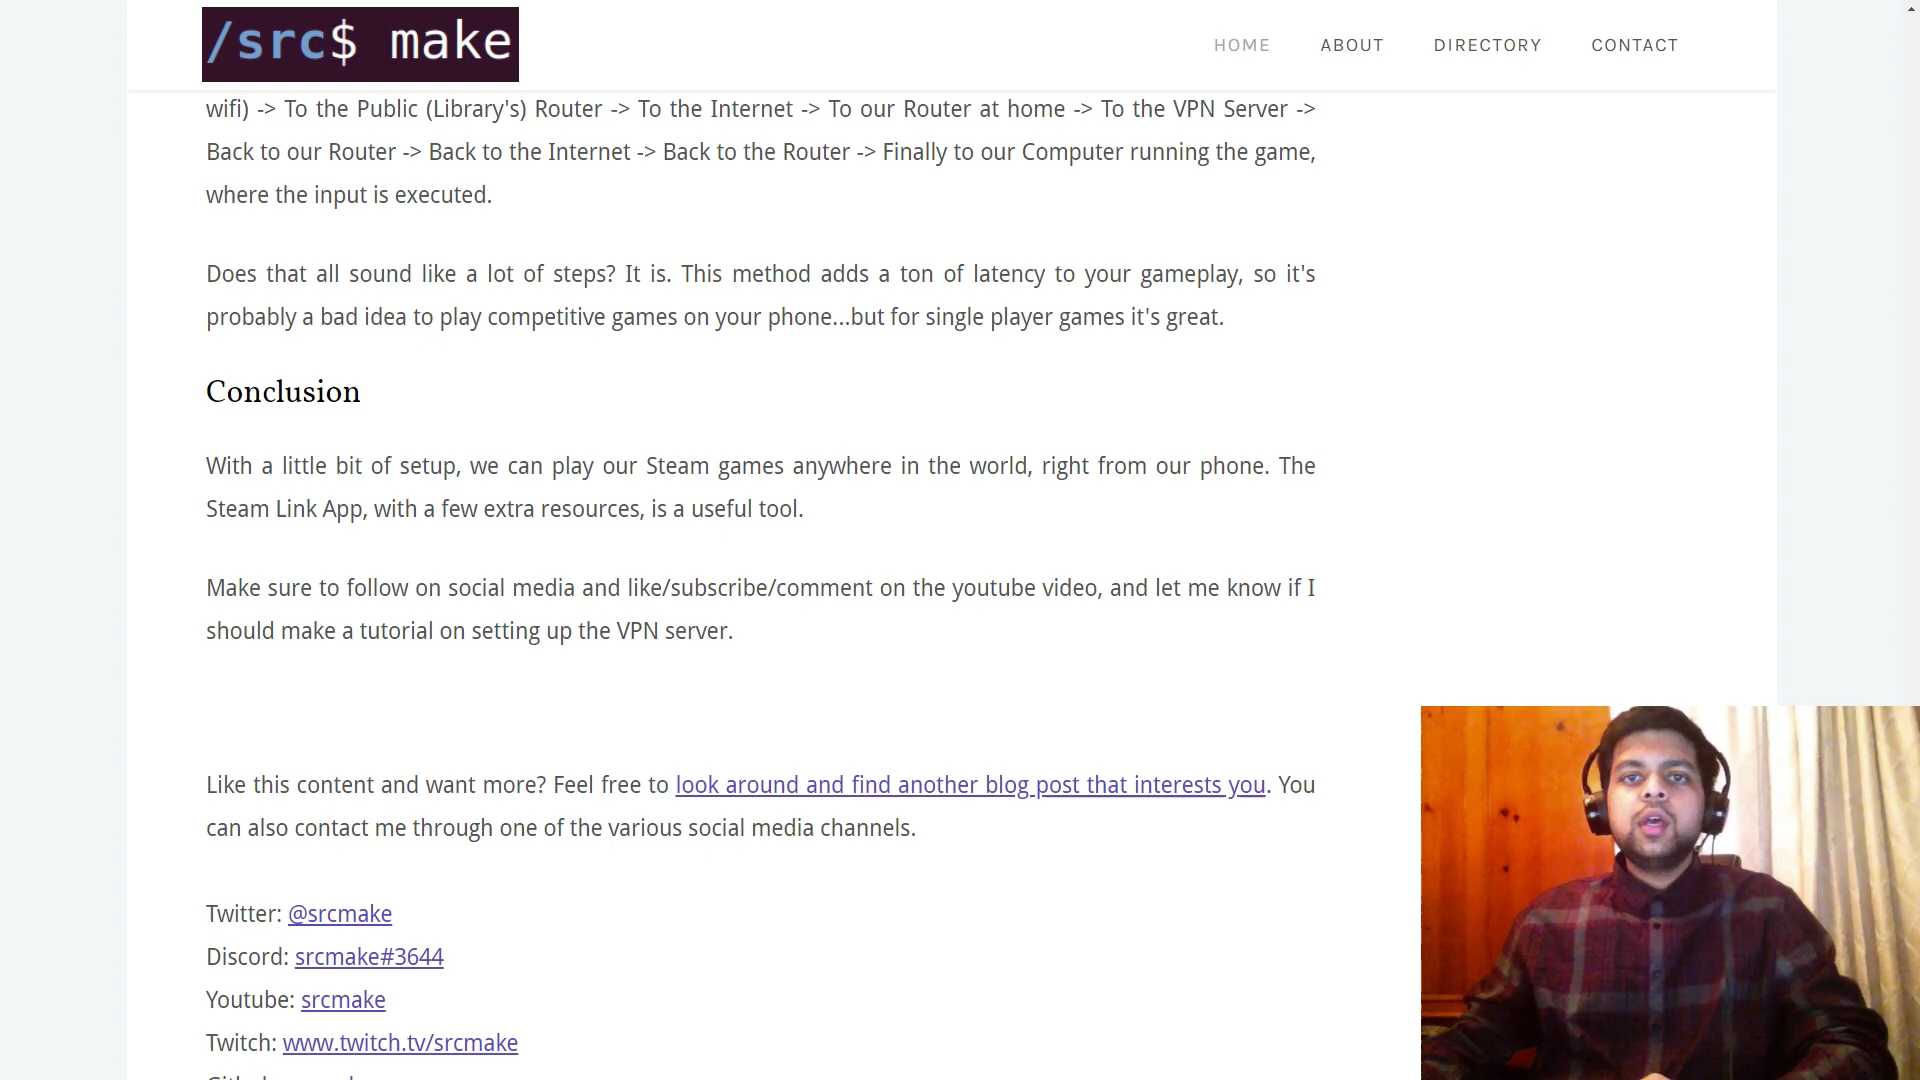 /src$ make
HOME ABOUT DIRECTORY CONTACT
wifi) -> To the Public (Library's) Router -> To the Internet -> To our Router at home -> To the VPN Server ->
Back to our Router -> Back to the Internet -> Back to the Router -> Finally to our Computer running the game,
where the input is executed.
Does that all sound like a lot of steps? It is. This method adds a ton of latency to your gameplay, so it's
probably a bad idea to play competitive games on your phone...but for single player games it's great.
Conclusion
With a little bit of setup, we can play our Steam games anywhere in the world, right from our phone. The
Steam Link App, with a few extra resources, is a useful tool.
Make sure to follow on social media and like/subscribe/comment on the youtube video, and let me know if I
should make a tutorial on setting up the VPN server.
Like this content and want more? Feel free to look around and find another blog post that interests you. You
can also contact me through one of the various social media channels.
Twitter: @srcmake
Discord: srcmake#3644
Youtube: srcmake
Twitch: www.twitch.tv/srcmake